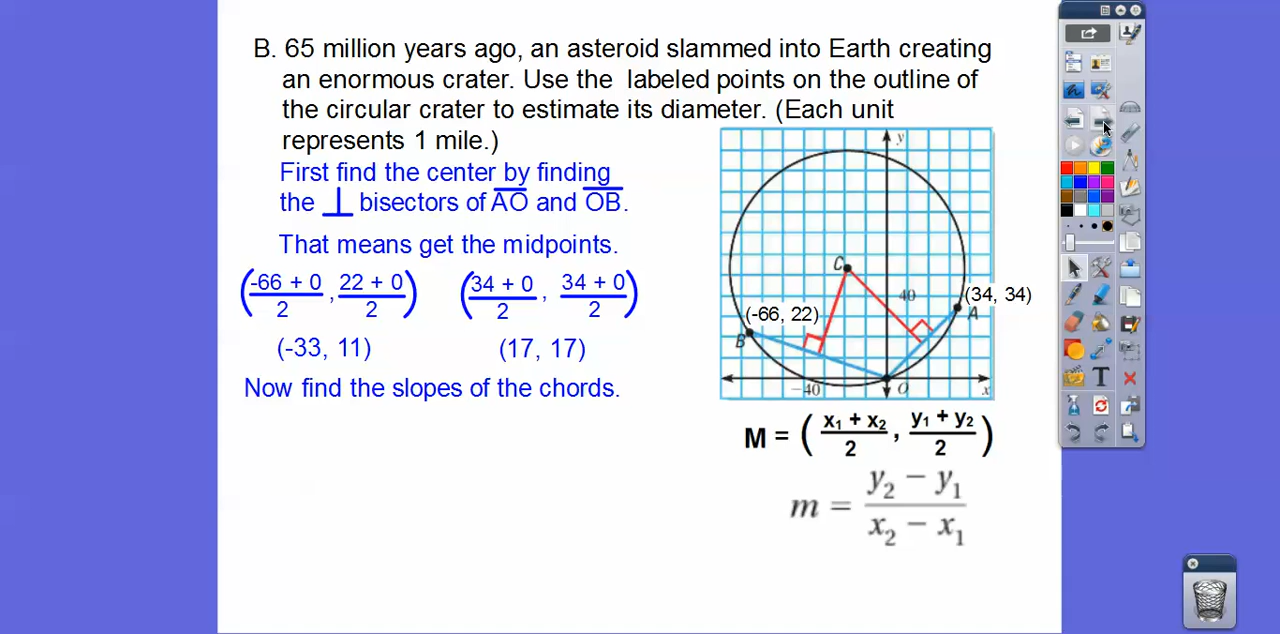 B. 65 million years ago, an asteroid slammed into Earth creating
an enormous crater. Use the labeled points on the outline of
the circular crater to estimate its diameter. (Each unit
represents 1 mile.)
First find the center by finding
the ⊥ bisectors of AO and OB.
That means get the midpoints.
(-66 + 0 / 2 , 22 + 0 / 2) (34 + 0 / 2 , 34 + 0 / 2)
(-33, 11) (17, 17)
Now find the slopes of the chords.
y
C
40
(34, 34)
A
(-66, 22)
B
-40
O
x
M = (x₁ + x₂ / 2 , y₁ + y₂ / 2)
m = y₂ − y₁ / x₂ − x₁
T